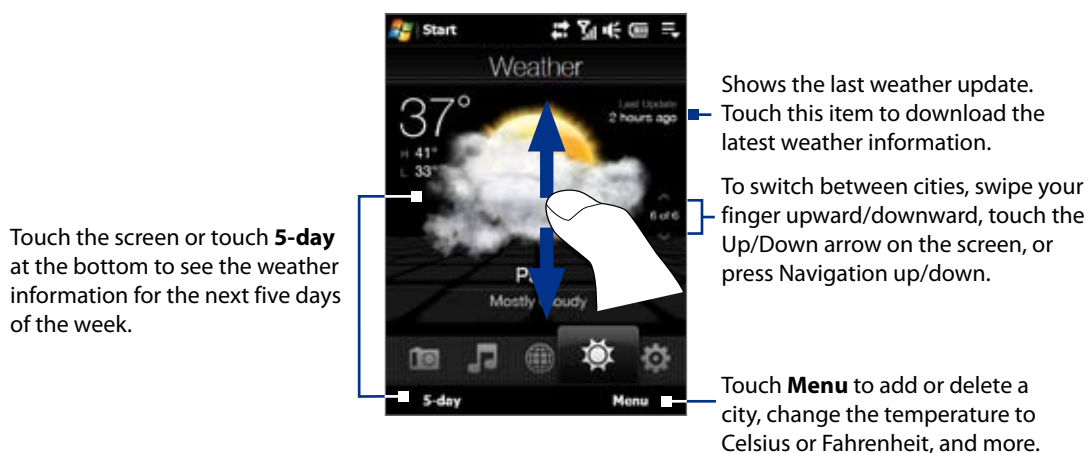 Start
Weather
37°
H 41°
L 33°
Last Update
2 hours ago
6 of 6
Mostly Cloudy
5-day
Menu
Touch the screen or touch 5-day
at the bottom to see the weather
information for the next five days
of the week.
Shows the last weather update.
Touch this item to download the
latest weather information.
To switch between cities, swipe your
finger upward/downward, touch the
Up/Down arrow on the screen, or
press Navigation up/down.
Touch Menu to add or delete a
city, change the temperature to
Celsius or Fahrenheit, and more.